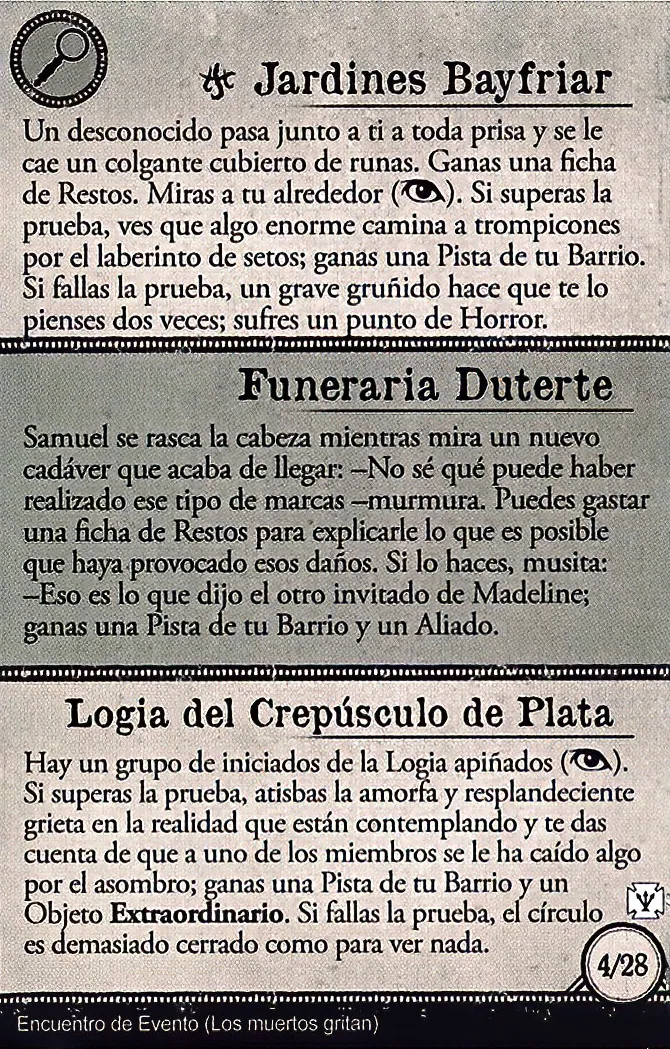 Jardines Bayfriar
Un desconocido pasa junto a ti a toda prisa y se le
cae un colgante cubierto de runas. Ganas una ficha
de Restos. Miras a tu alrededor (). Si superas la
prueba, ves que algo enorme camina a trompicones
por el laberinto de setos; ganas una Pista de tu Barrio.
Si fallas la prueba, un grave gruñido hace que te lo
pienses dos veces; sufres un punto de Horror.
Funeraria Duterte
Samuel se rasca la cabeza mientras mira un nuevo
cadáver que acaba de llegar: –No sé qué puede haber
realizado ese tipo de marcas –murmura. Puedes gastar
una ficha de Restos para explicarle lo que es posible
que haya provocado esos daños. Si lo haces, musita:
–Eso es lo que dijo el otro invitado de Madeline;
ganas una Pista de tu Barrio y un Aliado.
Logia del Crepúsculo de Plata
Hay un grupo de iniciados de la Logia apiñados ().
Si superas la prueba, atisbas la amorfa y resplandeciente
grieta en la realidad que están contemplando y te das
cuenta de que a uno de los miembros se le ha caído algo
por el asombro; ganas una Pista de tu Barrio y un
Objeto Extraordinario. Si fallas la prueba, el círculo
es demasiado cerrado como para ver nada.
4/28
Encuentro de Evento (Los muertos gritan)